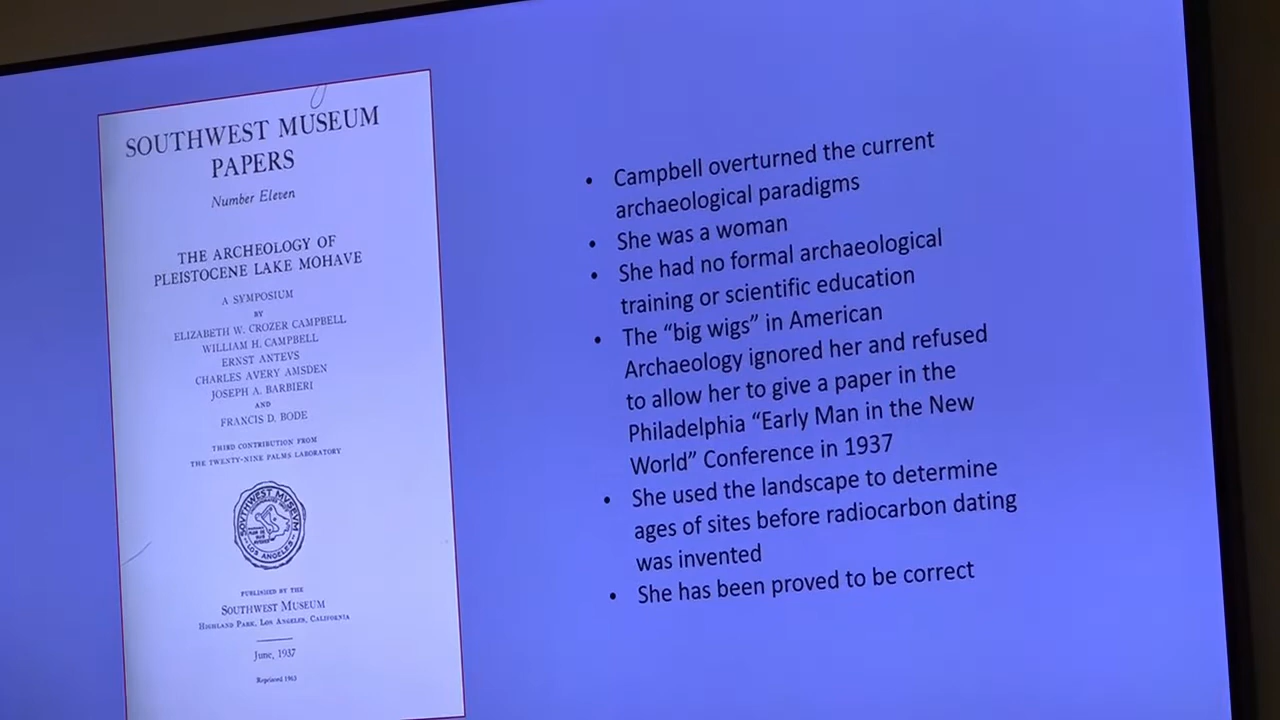 SOUTHWEST MUSEUM
PAPERS
Number Eleven
THE ARCHEOLOGY OF
PLEISTOCENE LAKE MOHAVE
A SYMPOSIUM
BY
ELIZABETH W. CROZER CAMPBELL
WILLIAM H. CAMPBELL
ERNST ANTEVS
CHARLES AVERY AMSDEN
JOSEPH A. BARBIERI
AND
FRANCIS D. BODE
THIRD CONTRIBUTION FROM
THE TWENTY-NINE PALMS LABORATORY
SOUTHWEST MVSEVM
LOS ANGELES
PUBLISHED BY THE
SOUTHWEST MUSEUM
HIGHLAND PARK, LOS ANGELES, CALIFORNIA
June, 1937
Reprinted 1963
• Campbell overturned the current
archaeological paradigms
• She was a woman
• She had no formal archaeological
training or scientific education
• The “big wigs” in American
Archaeology ignored her and refused
to allow her to give a paper in the
Philadelphia “Early Man in the New
World” Conference in 1937
• She used the landscape to determine
ages of sites before radiocarbon dating
was invented
• She has been proved to be correct